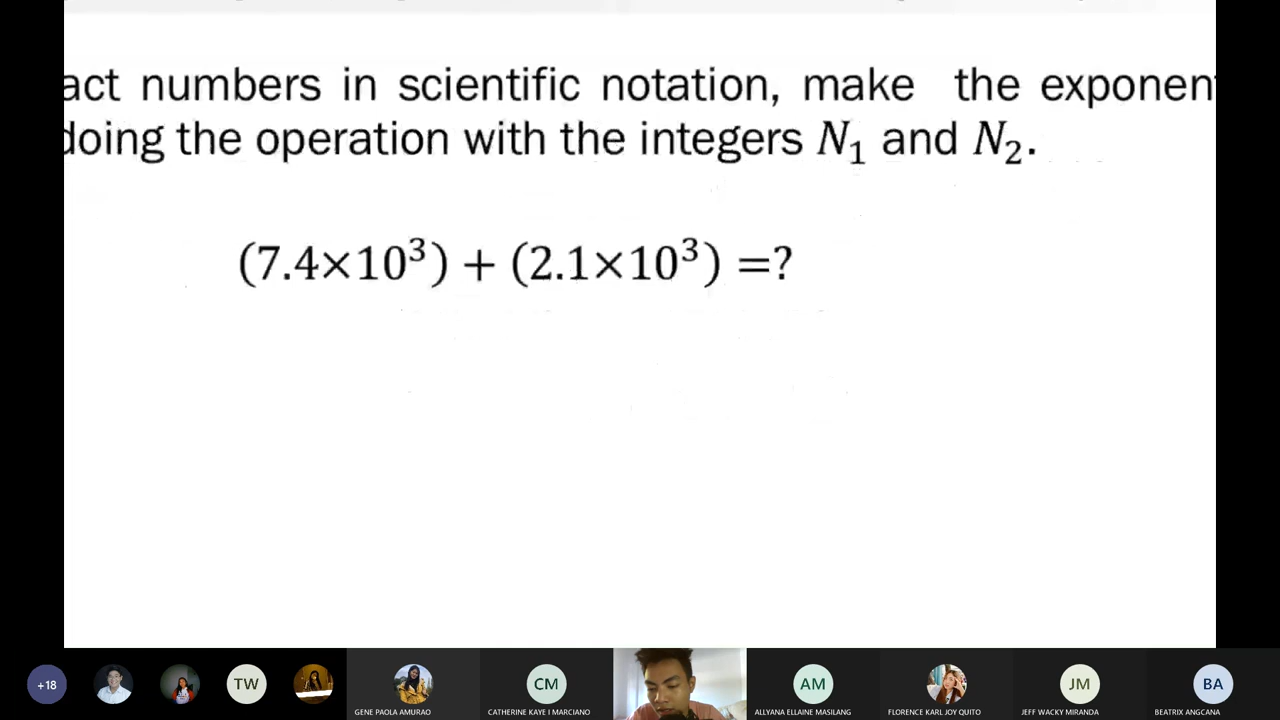 act numbers in scientific notation, make the exponent
doing the operation with the integers N₁ and N₂.
(7.4×10³) + (2.1×10³) =?
+18
TW
CM
AM
JM
BA
GENE PAOLA AMURAO
CATHERINE KAYE I MARCIANO
ALLYANA ELLAINE MASILANG
FLORENCE KARL JOY QUITO
JEFF WACKY MIRANDA
BEATRIX ANGCANA